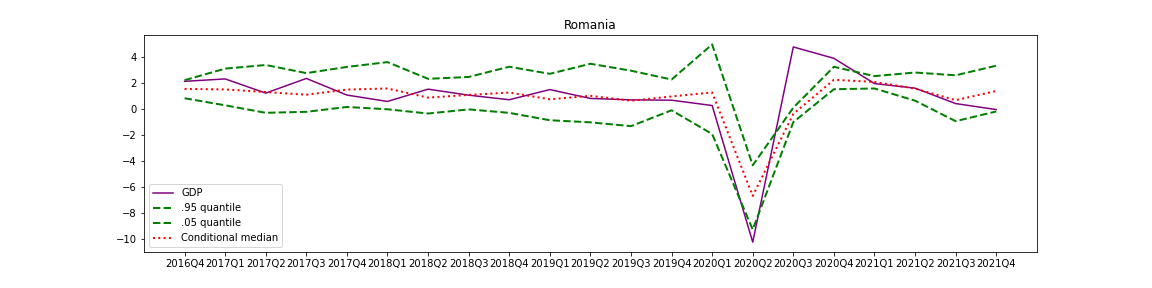 Romania
4
2
0
−2
−4
−6
−8
−10
GDP
.95 quantile
.05 quantile
Conditional median
2016Q4 2017Q1 2017Q2 2017Q3 2017Q4 2018Q1 2018Q2 2018Q3 2018Q4 2019Q1 2019Q2 2019Q3 2019Q4 2020Q1 2020Q2 2020Q3 2020Q4 2021Q1 2021Q2 2021Q3 2021Q4